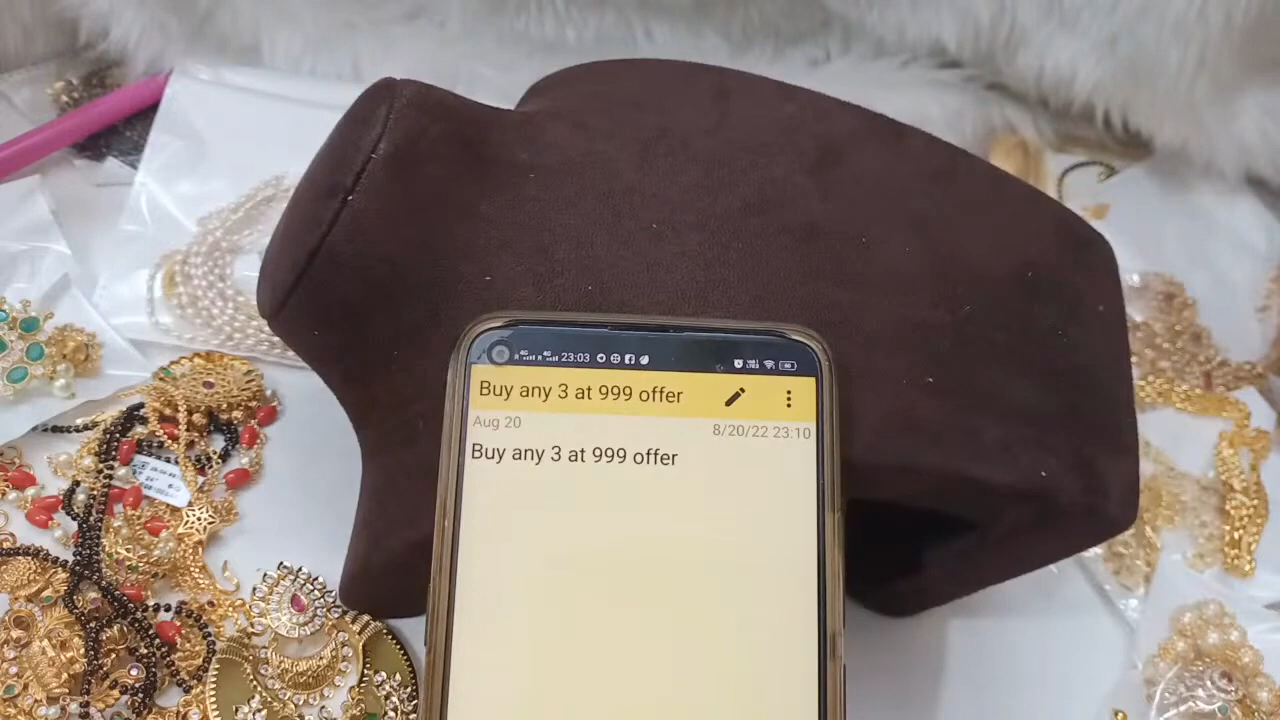 23:03
Buy any 3 at 999 offer
Aug 20
8/20/22 23:10
Buy any 3 at 999 offer